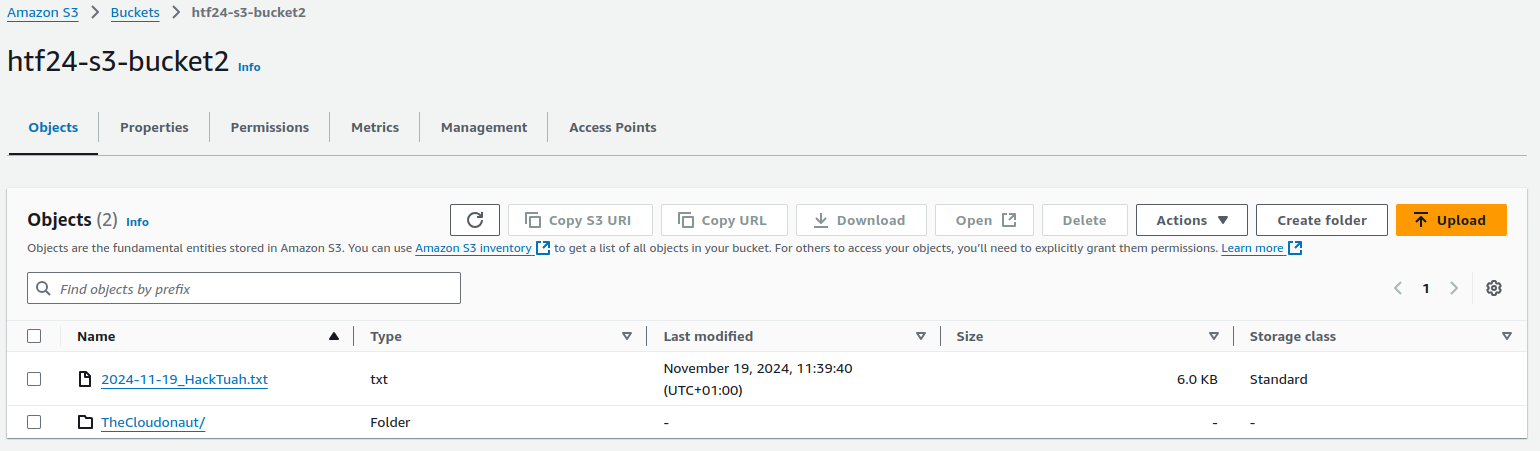 Amazon S3 > Buckets > htf24-s3-bucket2
htf24-s3-bucket2 Info
Objects Properties Permissions Metrics Management Access Points
Objects (2) Info Copy S3 URI Copy URL Download Open Delete Actions Create folder Upload
Objects are the fundamental entities stored in Amazon S3. You can use Amazon S3 inventory to get a list of all objects in your bucket. For others to access your objects, you'll need to explicitly grant them permissions. Learn more
Find objects by prefix 1
Name Type Last modified Size Storage class
2024-11-19_HackTuah.txt txt November 19, 2024, 11:39:40 (UTC+01:00) 6.0 KB Standard
TheCloudonaut/ Folder - - -